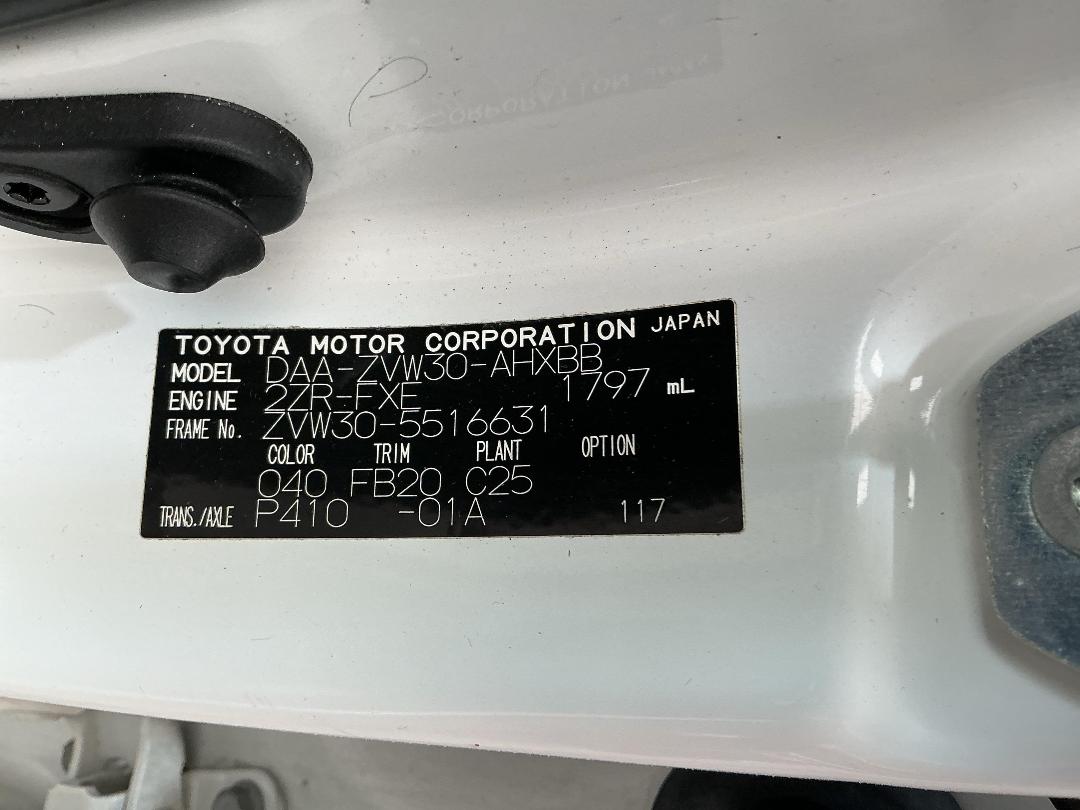 TOYOTA MOTOR CORPORATION JAPAN
MODEL DAA-ZVW30-AHXBB
ENGINE 2ZR-FXE 1797 mL
FRAME No. ZVW30-5516631
COLOR TRIM PLANT OPTION
040 FB20 C25
TRANS./AXLE P410 -01A 117